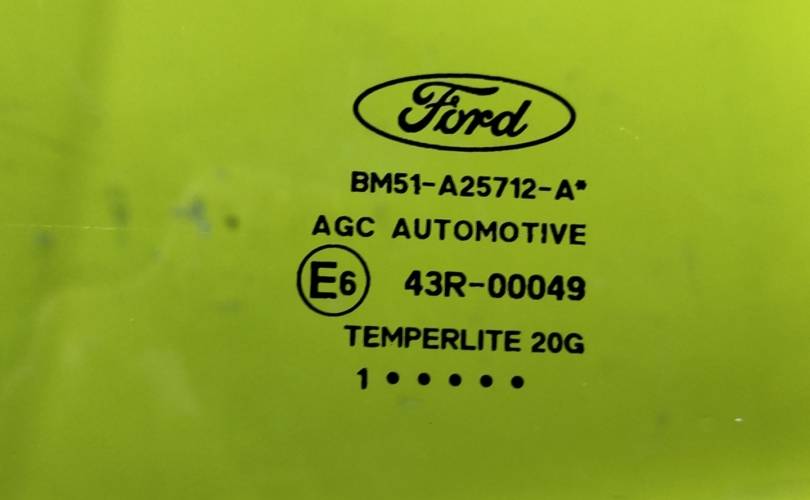 Ford
BM51-A25712-A*
AGC AUTOMOTIVE
E6 43R-00049
TEMPERLITE 20G
1 • • • • •